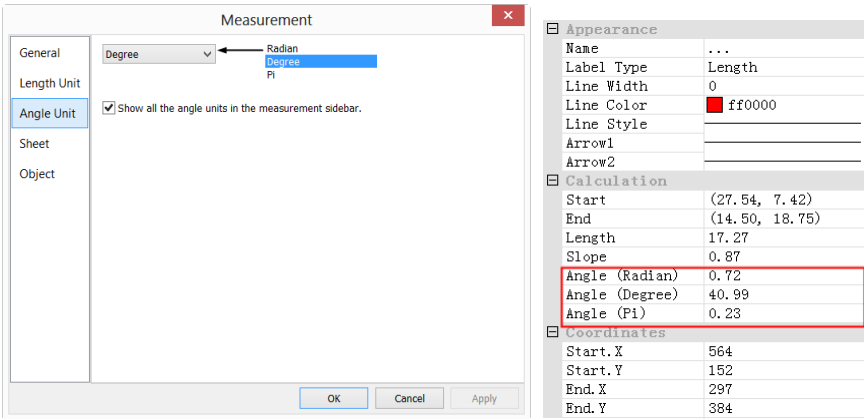 Measurement
×
General
Length Unit
Angle Unit
Sheet
Object
Degree
Radian
Degree
Pi
Show all the angle units in the measurement sidebar.
OK Cancel Apply
Appearance
Name ...
Label Type Length
Line Width 0
Line Color ff0000
Line Style
Arrow1
Arrow2
Calculation
Start (27.54, 7.42)
End (14.50, 18.75)
Length 17.27
Slope 0.87
Angle (Radian) 0.72
Angle (Degree) 40.99
Angle (Pi) 0.23
Coordinates
Start.X 564
Start.Y 152
End.X 297
End.Y 384